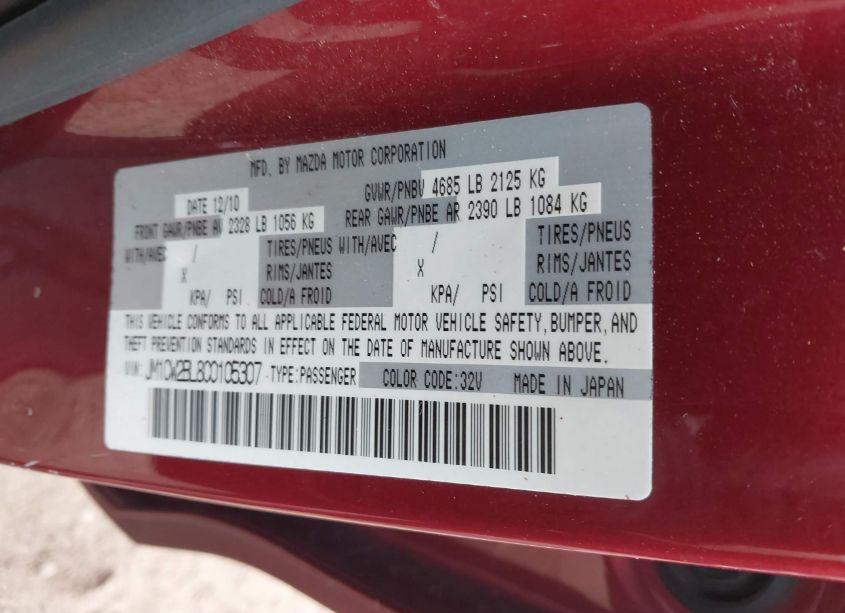 MFD. BY MAZDA MOTOR CORPORATION
DATE 12/10 GVWR/PNBV 4685 LB 2125 KG
FRONT GAWR/PNBE AV 2328 LB 1056 KG REAR GAWR/PNBE AR 2390 LB 1084 KG
WITH/AVEC / TIRES/PNEUS WITH/AVEC / TIRES/PNEUS
X RIMS/JANTES X RIMS/JANTES
KPA/ PSI COLD/A FROID KPA/ PSI COLD/A FROID
THIS VEHICLE CONFORMS TO ALL APPLICABLE FEDERAL MOTOR VEHICLE SAFETY, BUMPER, AND
THEFT PREVENTION STANDARDS IN EFFECT ON THE DATE OF MANUFACTURE SHOWN ABOVE.
VIN: JM1CW2BL8C0105307 · TYPE:PASSENGER COLOR CODE:32V MADE IN JAPAN